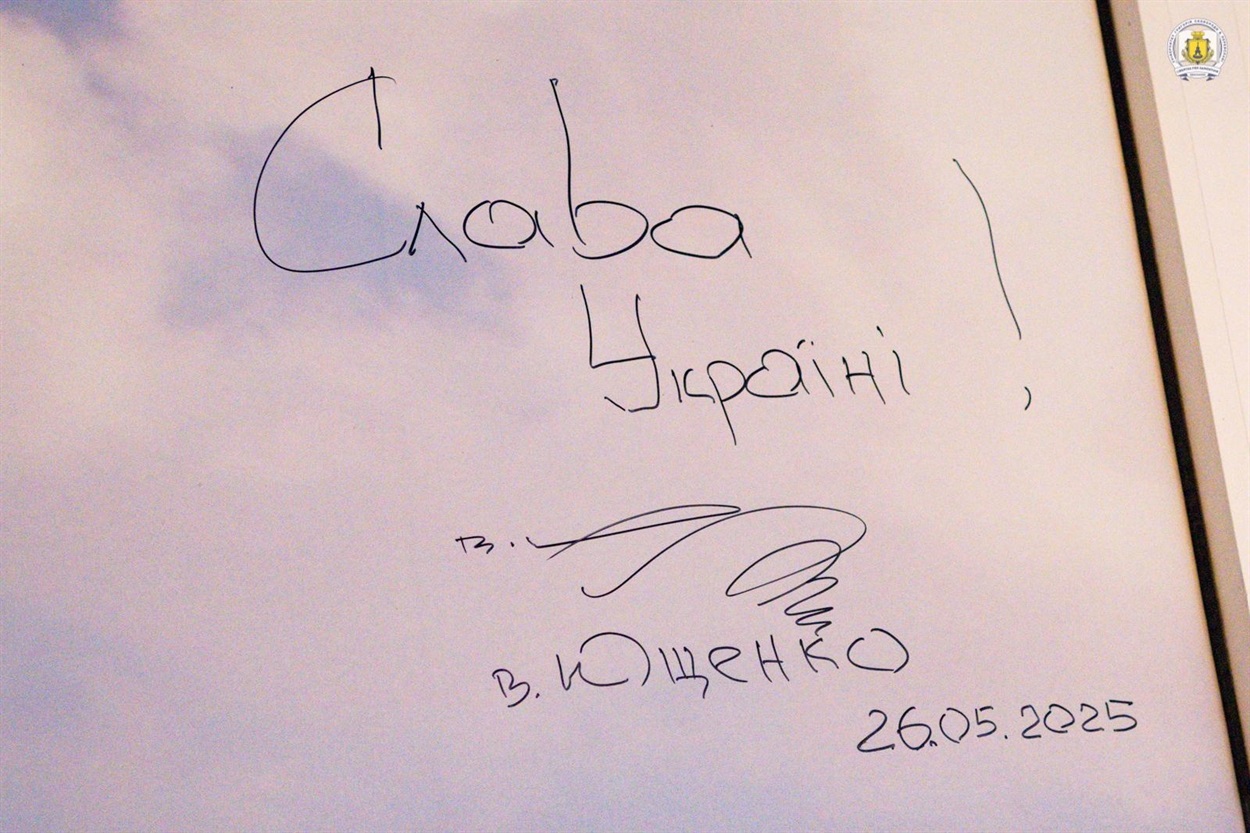 Слава
Україні!
В.
В. Ющенко
26.05.2025